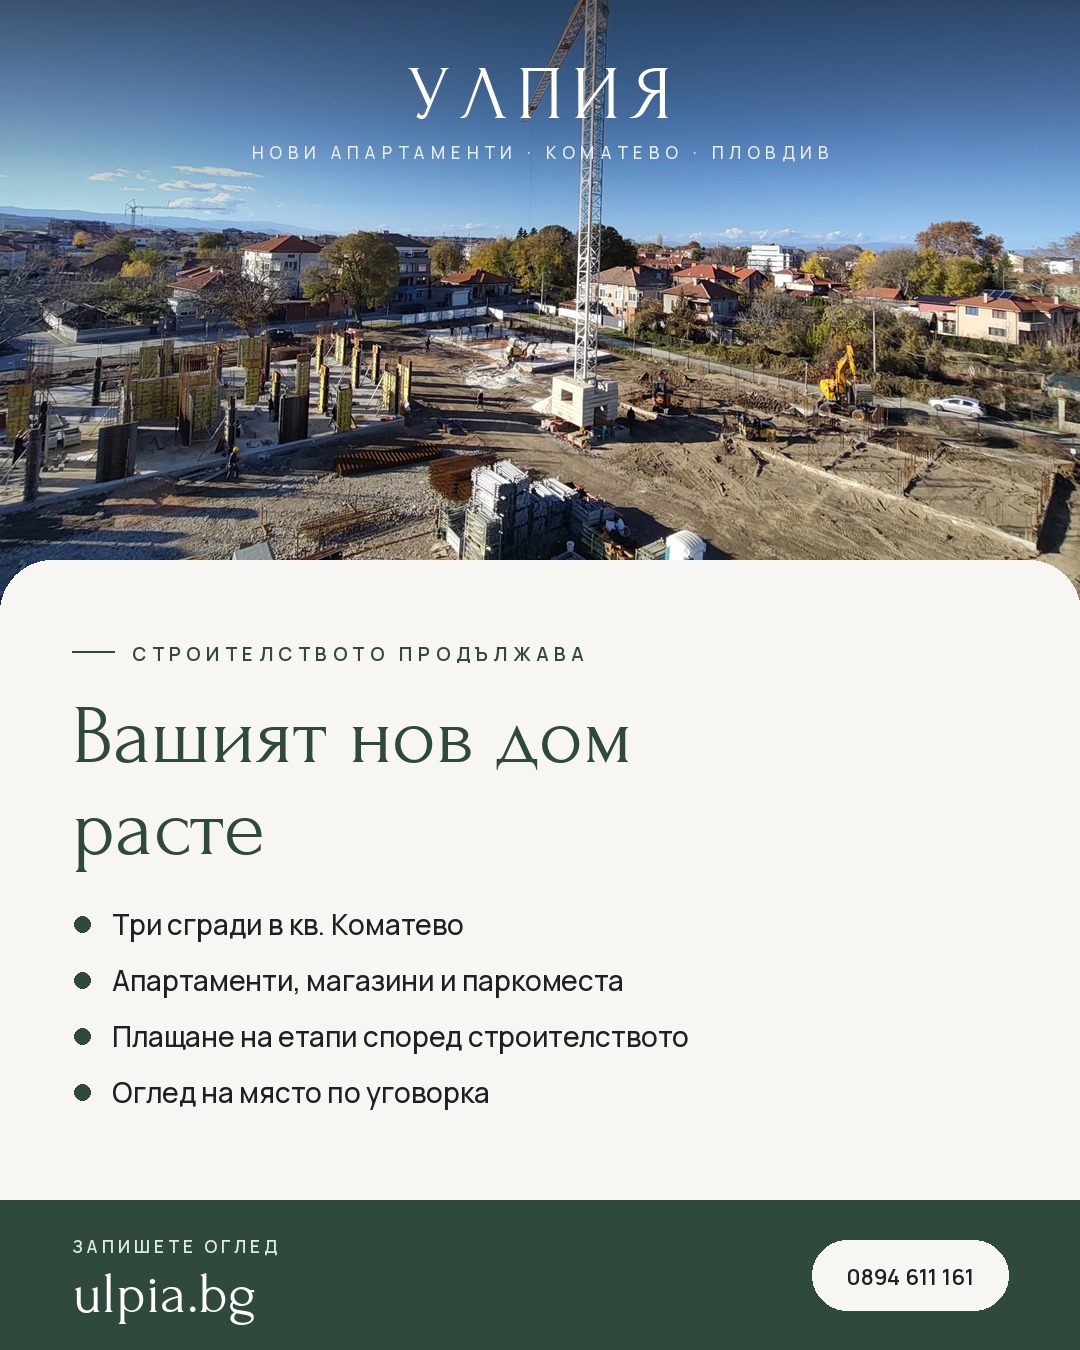 УЛПИЯ
НОВИ АПАРТАМЕНТИ · КОМАТЕВО · ПЛОВДИВ
СТРОИТЕЛСТВОТО ПРОДЪЛЖАВА
Вашият нов дом
расте
Три сгради в кв. Коматево
Апартаменти, магазини и паркоместа
Плащане на етапи според строителството
Оглед на място по уговорка
ЗАПИШЕТЕ ОГЛЕД
ulpia.bg
0894 611 161